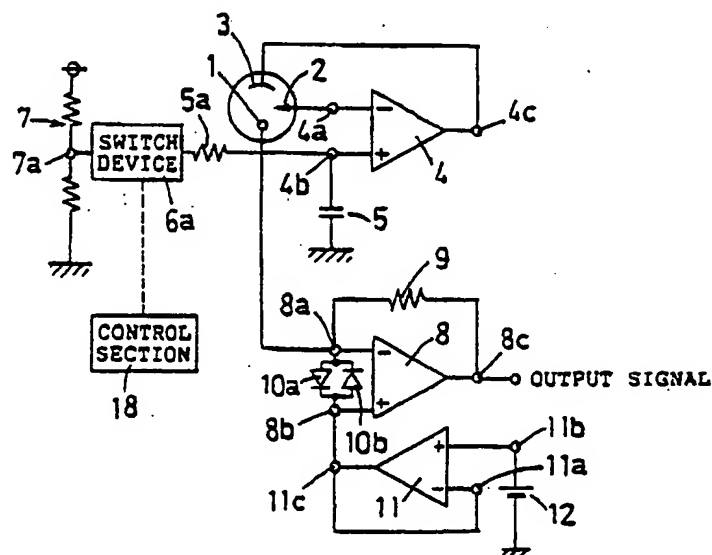 3
1
2
5a
7
4a
4c
7a
SWITCH
DEVICE
4b
4
6a
5
9
8a
8
8c
CONTROL
SECTION
10a
OUTPUT SIGNAL
18
8b
10b
11b
11a
11c
11
12